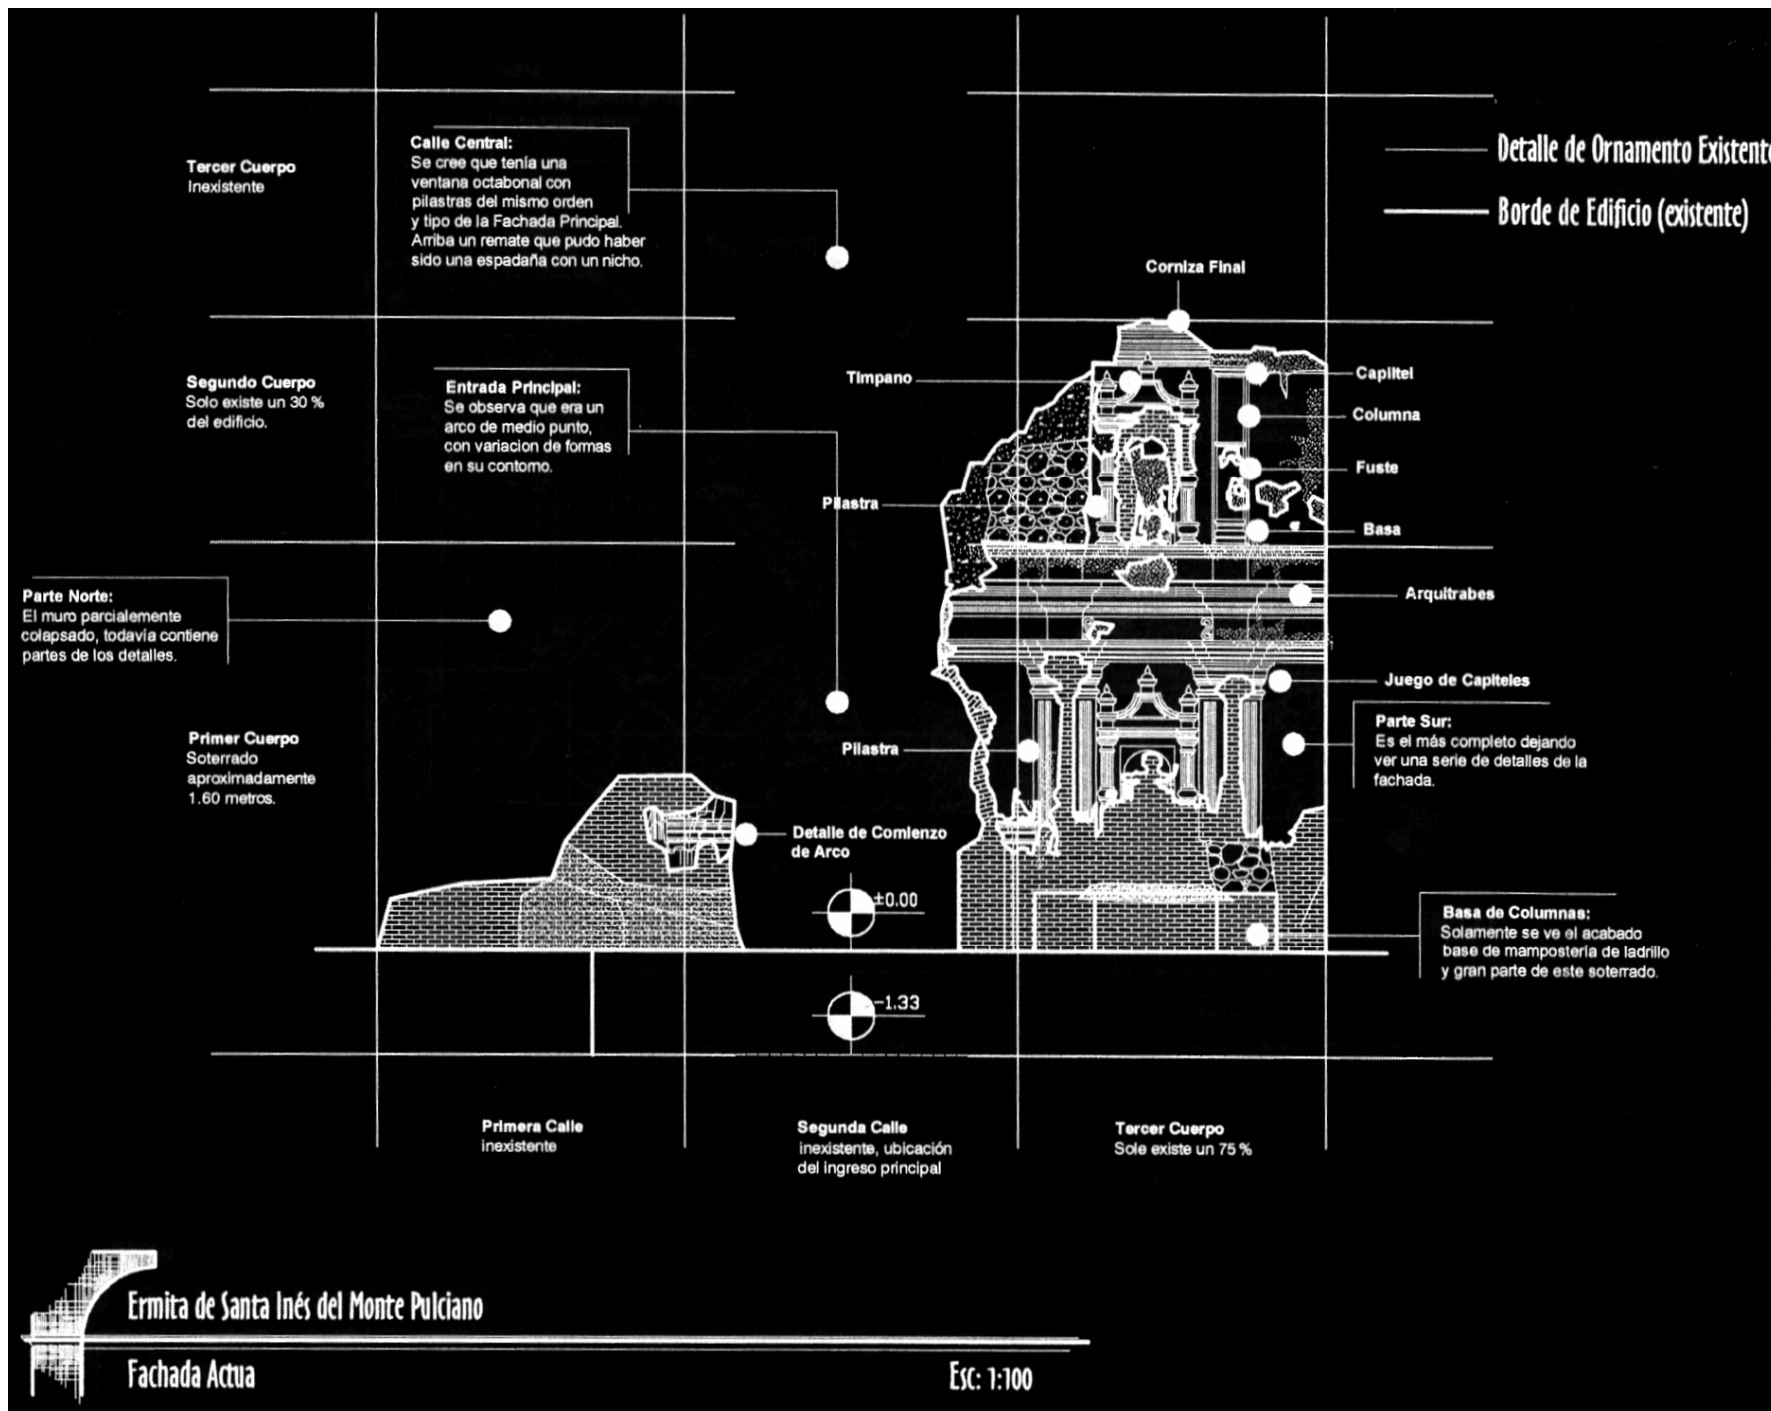 Calle Central:
Se cree que tenía una
ventana octabonal con
pilastras del mismo orden
y tipo de la Fachada Principal.
Arriba un remate que pudo haber
sido una espadaña con un nicho.
Tercer Cuerpo
Inexistente
Detalle de Ornamento Existente
Borde de Edificio (existente)
Corniza Final
Segundo Cuerpo
Solo existe un 30 %
del edificio.
Entrada Principal:
Se observa que era un
arco de medio punto,
con variacion de formas
en su contorno.
Timpano
Capitel
Columna
Fuste
Pilastra
Basa
Arquitrabes
Parte Norte:
El muro parcialemente
colapsado, todavía contiene
partes de los detalles.
Juego de Capiteles
Parte Sur:
Es el más completo dejando
ver una serie de detalles de la
fachada.
Primer Cuerpo
Soterrado
aproximadamente
1.60 metros.
Pilastra
Detalle de Comienzo
de Arco
±0.00
Basa de Columnas:
Solamente se ve el acabado
base de mampostería de ladrillo
y gran parte de este soterrado.
-1.33
Primera Calle
inexistente
Segunda Calle
inexistente, ubicación
del ingreso principal
Tercer Cuerpo
Sole existe un 75 %
Ermita de Santa Inés del Monte Pulciano
Fachada Actua
Esc: 1:100